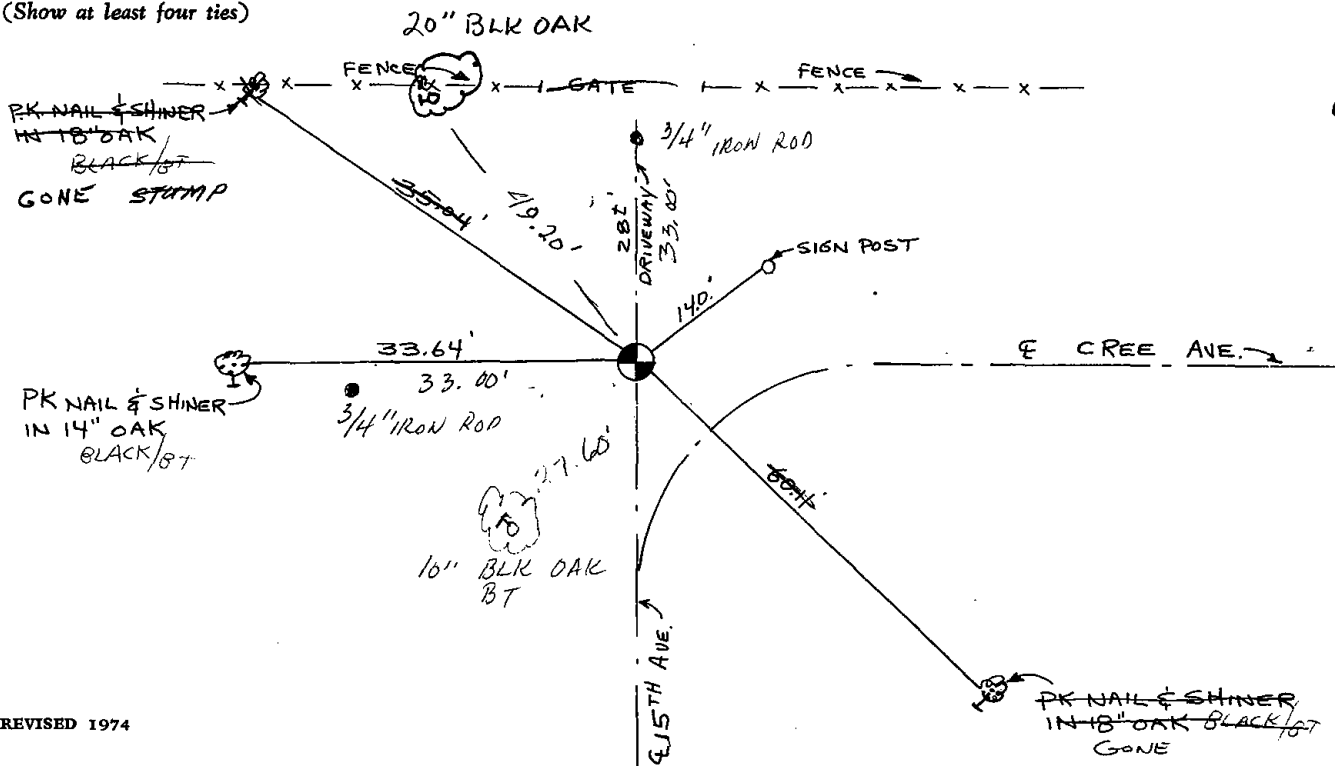 (Show at least four ties)
20" BLK OAK
FENCE
GATE
FENCE
PK NAIL & SHINER
IN 18" OAK
BLACK/BT
GONE STUMP
3/4" IRON ROD
35.04'
28±'
DRIVEWAY
33.00'
SIGN POST
14.0'
33.64'
33.00'
3/4" IRON ROD
PK NAIL & SHINER
IN 14" OAK
BLACK/BT
℄ CREE AVE.
27.60'
10" BLK OAK
BT
℄ 15TH AVE.
PK NAIL & SHINER
IN 18" OAK BLACK/BT
GONE
REVISED 1974